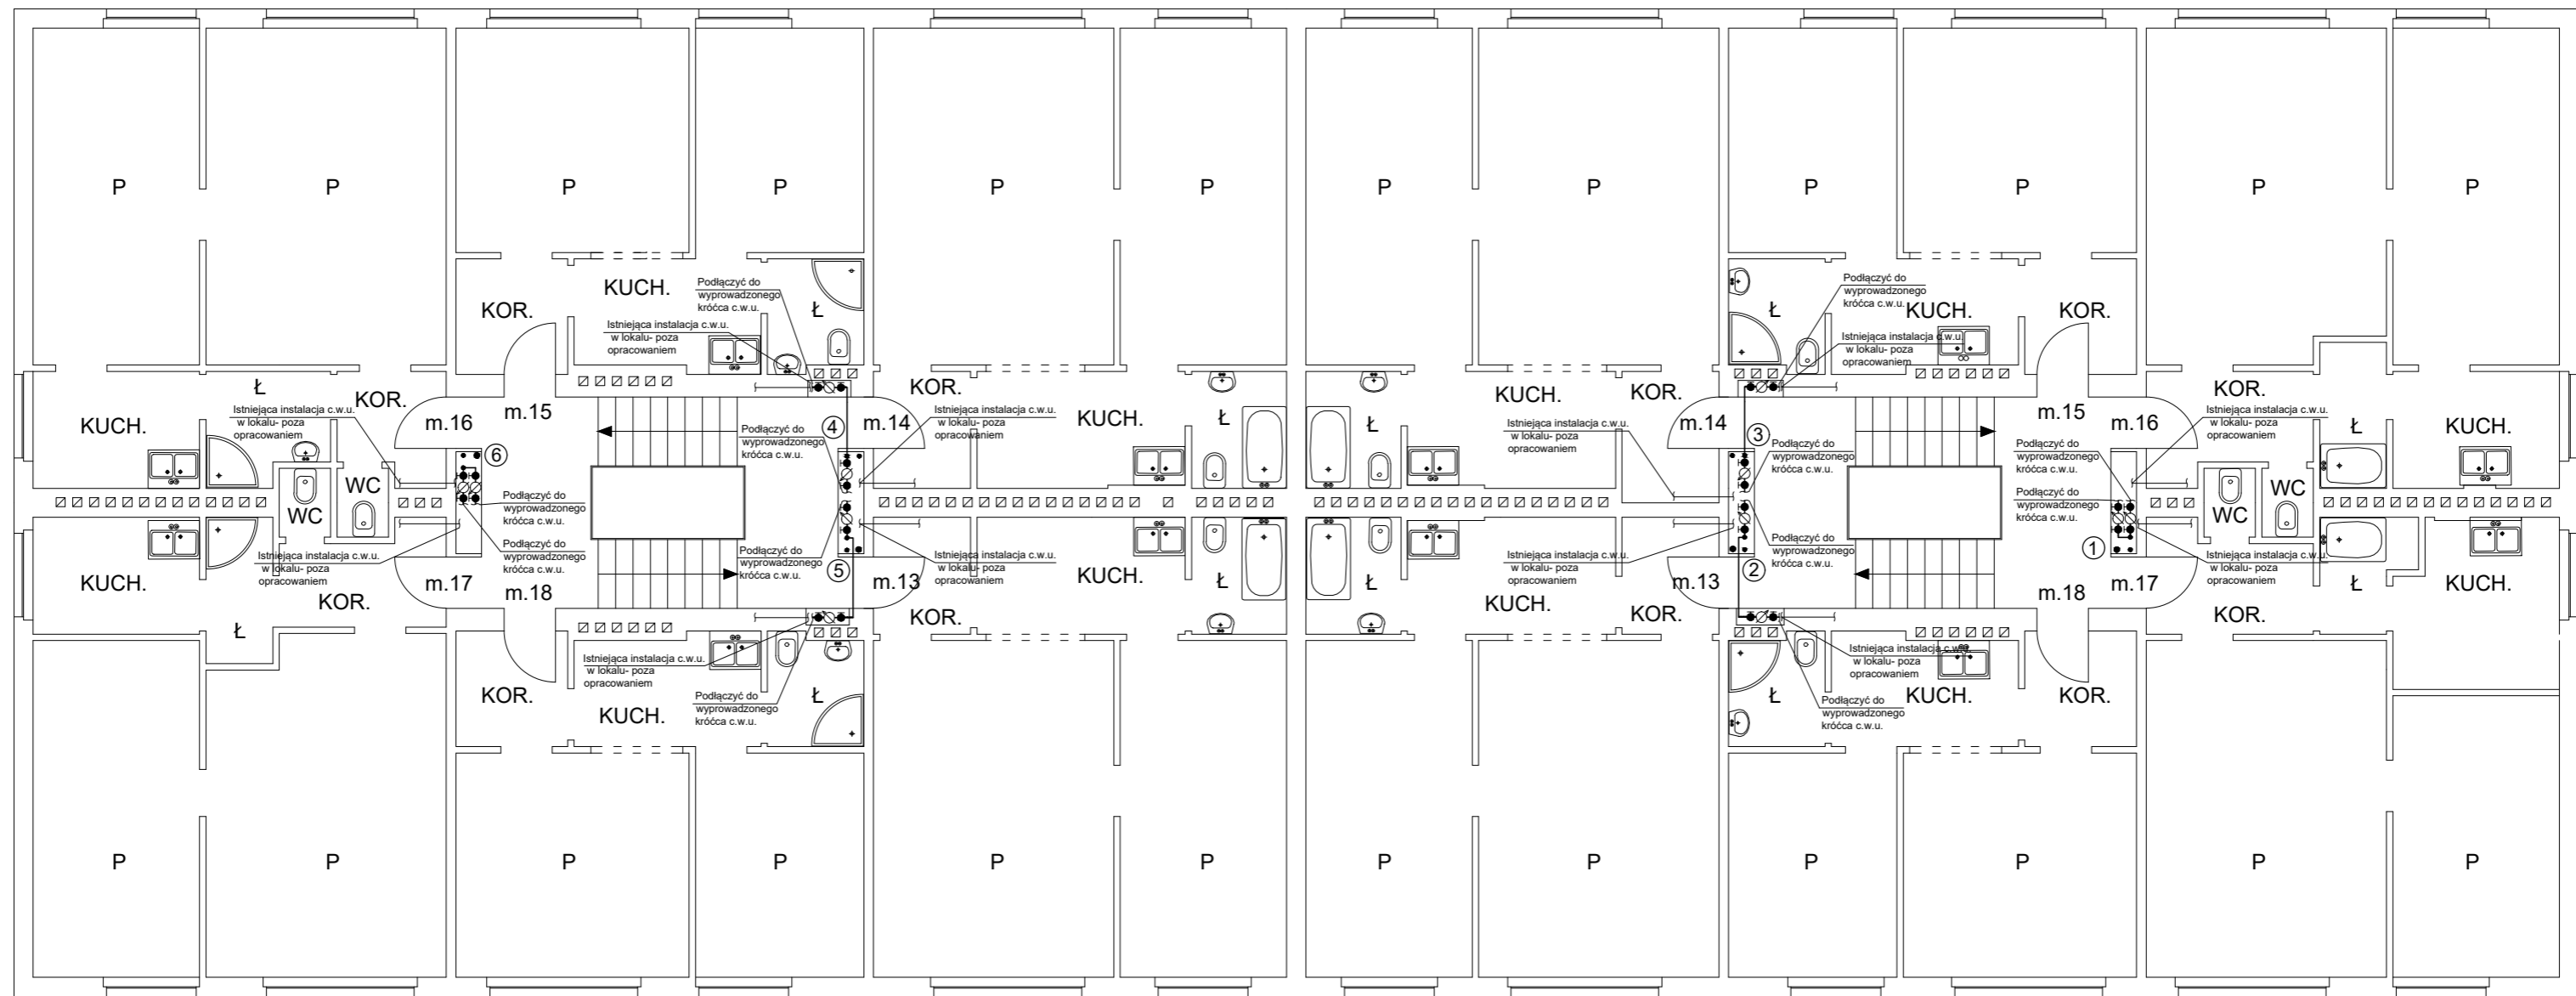 P
P
P
P
P
P
P
P
P
P
P
P
KUCH.
Podłączyć do
wyprowadzonego
króćca c.w.u.
Ł
KOR.
Istniejąca instalacja c.w.u.
w lokalu- poza
opracowaniem
Podłączyć do
wyprowadzonego
króćca c.w.u.
Ł
KUCH.
KOR.
Istniejąca instalacja c.w.u.
w lokalu- poza
opracowaniem
Ł
KOR.
KUCH.
Istniejąca instalacja c.w.u.
w lokalu- poza
opracowaniem
m.16
m.15
6
WC
WC
Podłączyć do
wyprowadzonego
króćca c.w.u.
Podłączyć do
wyprowadzonego
króćca c.w.u.
4
m.14
KOR.
Istniejąca instalacja c.w.u.
w lokalu- poza
opracowaniem
KUCH.
Ł
Ł
KUCH.
KOR.
Istniejąca instalacja c.w.u.
w lokalu- poza
opracowaniem
m.14
3
Podłączyć do
wyprowadzonego
króćca c.w.u.
m.15
m.16
KOR.
Istniejąca instalacja c.w.u.
w lokalu- poza
opracowaniem
Podłączyć do
wyprowadzonego
króćca c.w.u.
Podłączyć do
wyprowadzonego
króćca c.w.u.
Ł
KUCH.
WC
WC
KUCH.
Istniejąca instalacja c.w.u.
w lokalu- poza
opracowaniem
KOR.
Ł
m.17
m.18
Podłączyć do
wyprowadzonego
króćca c.w.u.
Podłączyć do
wyprowadzonego
króćca c.w.u.
5
m.13
Istniejąca instalacja c.w.u.
w lokalu- poza
opracowaniem
KOR.
KUCH.
Ł
Ł
KUCH.
Istniejąca instalacja c.w.u.
w lokalu- poza
opracowaniem
KOR.
m.13
2
Podłączyć do
wyprowadzonego
króćca c.w.u.
1
m.18
m.17
Istniejąca instalacja c.w.u.
w lokalu- poza
opracowaniem
KOR.
Ł
KUCH.
KOR.
Istniejąca instalacja c.w.u.
w lokalu- poza
opracowaniem
Podłączyć do
wyprowadzonego
króćca c.w.u.
KUCH.
Ł
Istniejąca instalacja c.w.u.
w lokalu- poza
opracowaniem
Ł
Podłączyć do
wyprowadzonego
króćca c.w.u.
KUCH.
KOR.
P
P
P
P
P
P
P
P
P
P
P
P